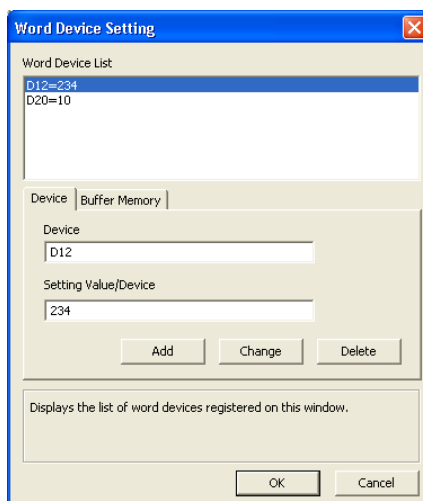 Word Device Setting
Word Device List
D12=234
D20=10
Device Buffer Memory
Device
D12
Setting Value/Device
234
Add Change Delete
Displays the list of word devices registered on this window.
OK Cancel